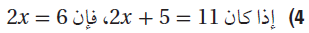 4) إذا كان 2x + 5 = 11، فإن 2x = 6